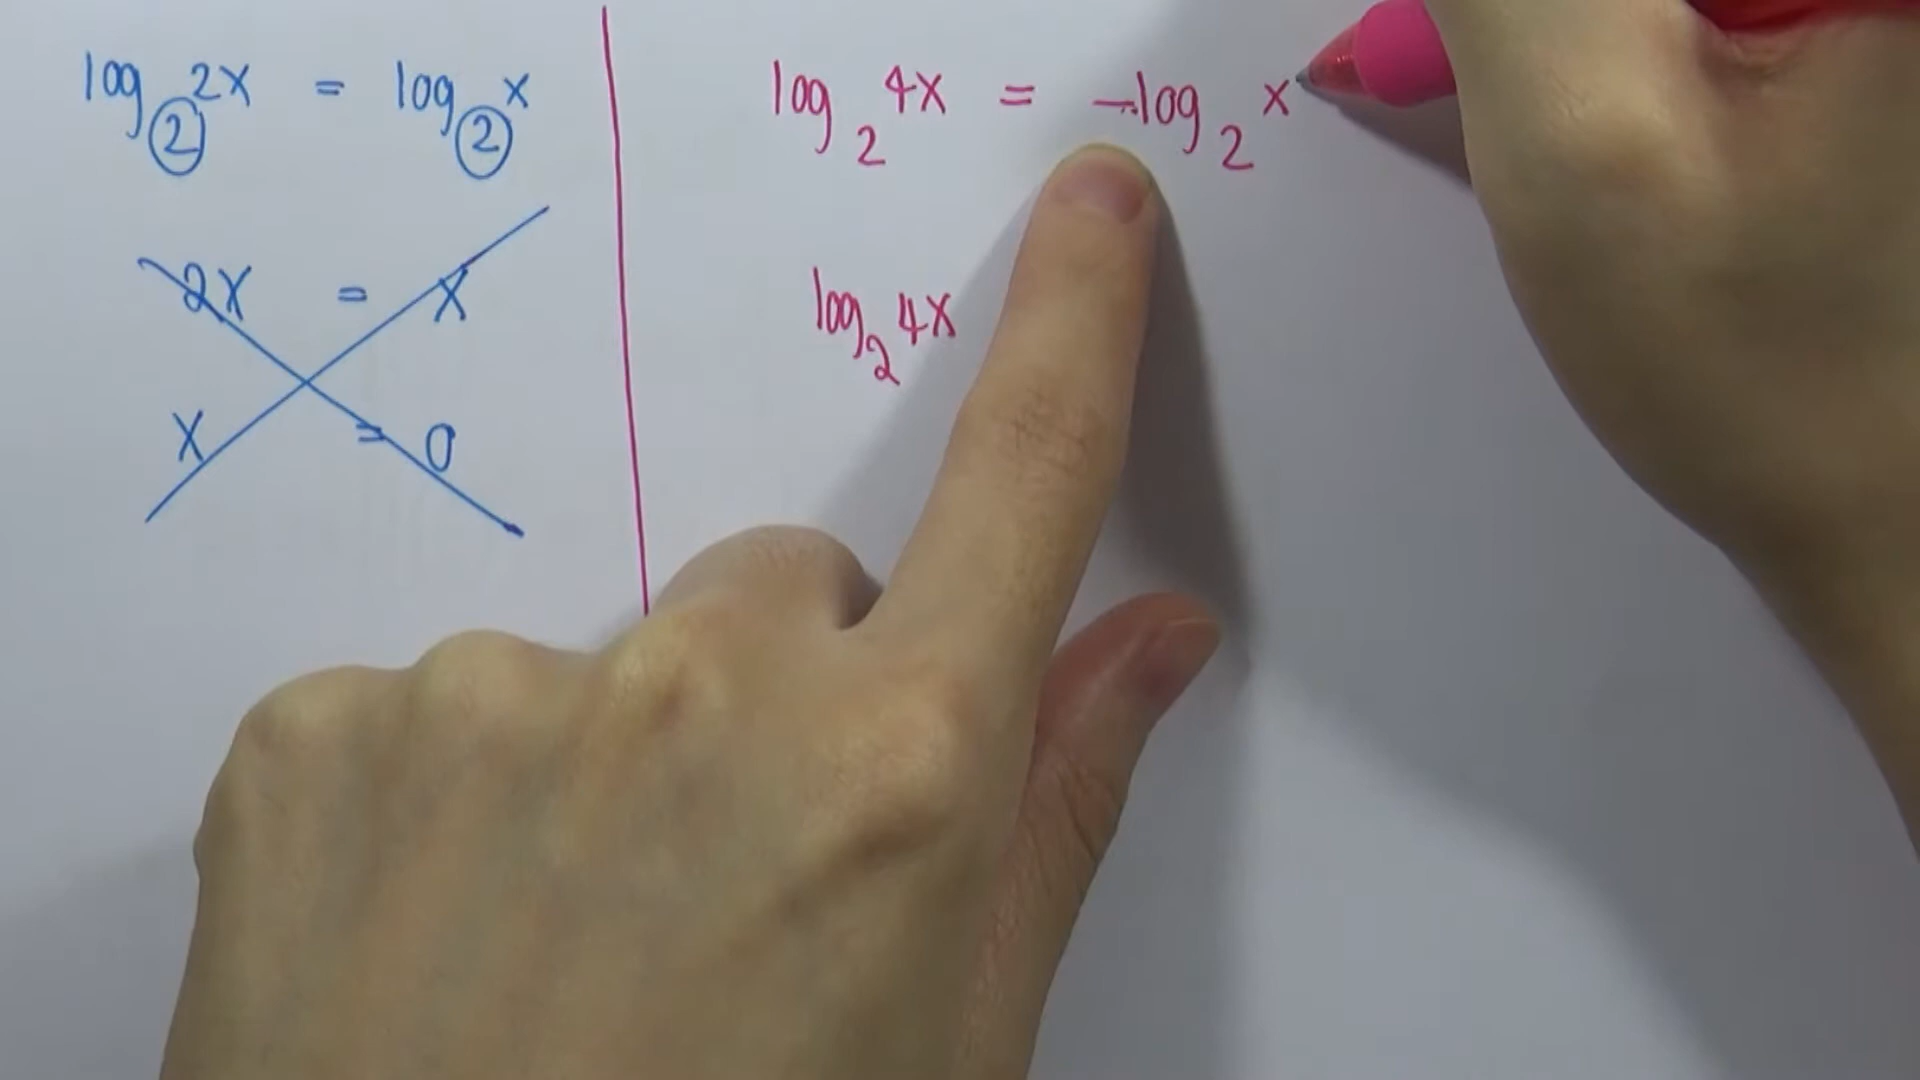 log₂ 2x = log₂ x
2x = x
x = 0
log₂ 4x = -log₂ x
log₂ 4x